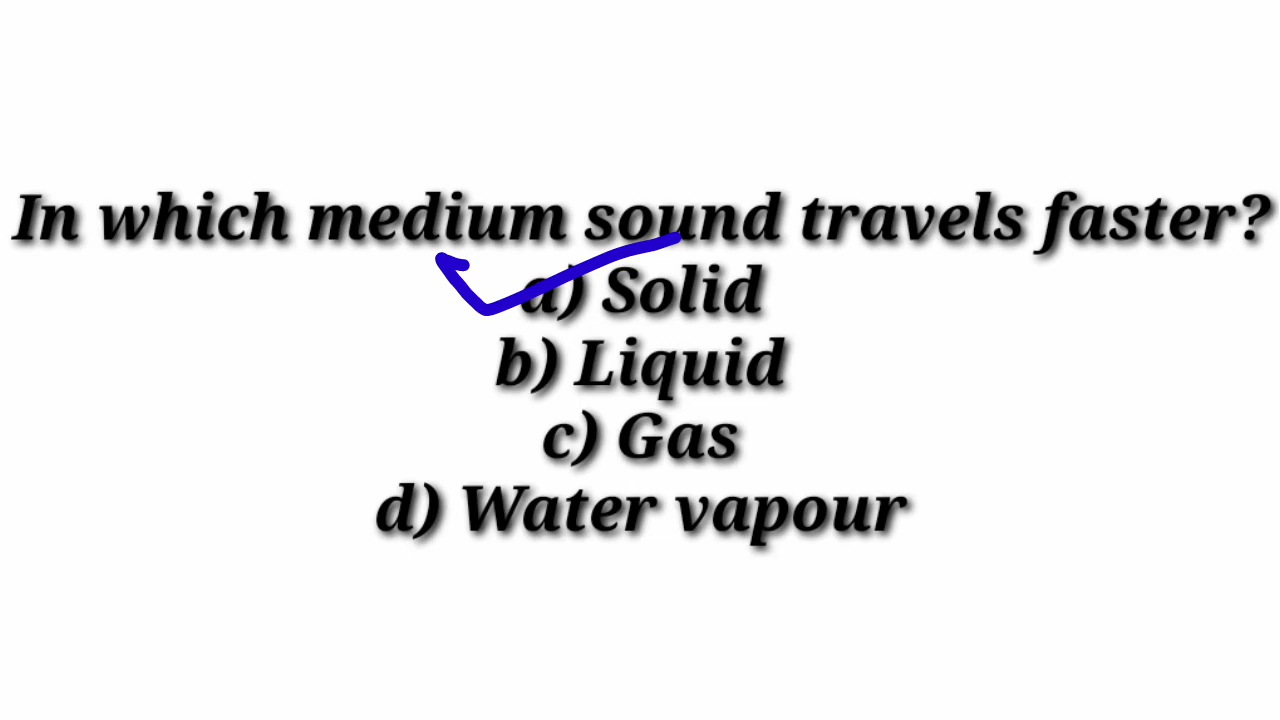 In which medium sound travels faster?
a) Solid
b) Liquid
c) Gas
d) Water vapour